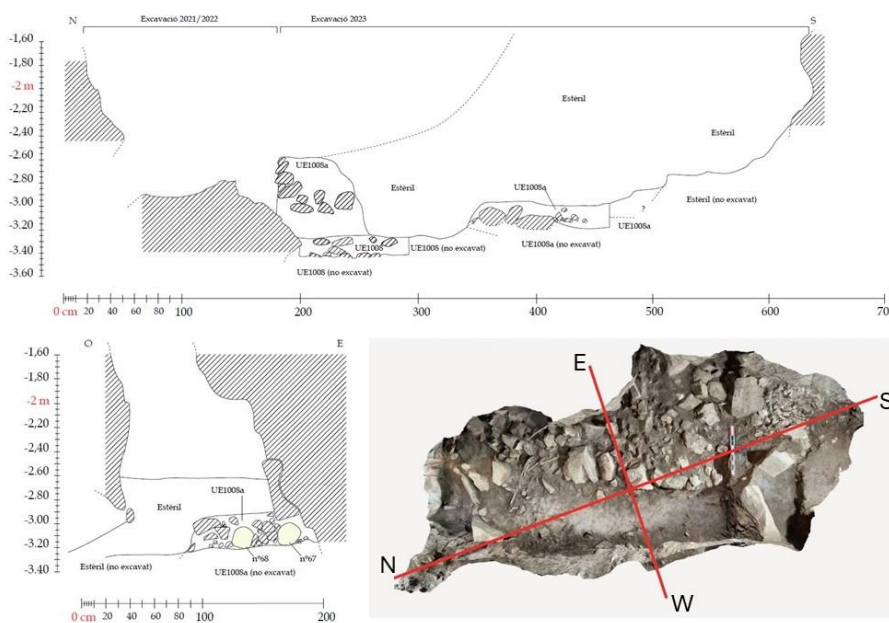 N Excavació 2021/2022 Excavació 2023 S
-1,60
-1,80
-2 m
-2,20
-2,40
-2.60
-2.80
-3.00
-3.20
-3.40
-3.60
Estèril
Estèril
UE1008a
Estèril
UE1008a
Estèril (no excavat)
?
UE1008a
UE1008
UE1008 (no excavat)
UE1008a (no excavat)
UE1008 (no excavat)
0 cm 20 40 60 80 100 200 300 400 500 600 70
O E
-1,60
-1,80
-2 m
-2,20
-2,40
-2.60
-2.80
-3.00
-3.20
-3.40
UE1008a
Estèril
nº68
nº67
Estèril (no excavat)
UE1008a (no excavat)
0 cm 20 40 60 80 100 200
E
S
N
W